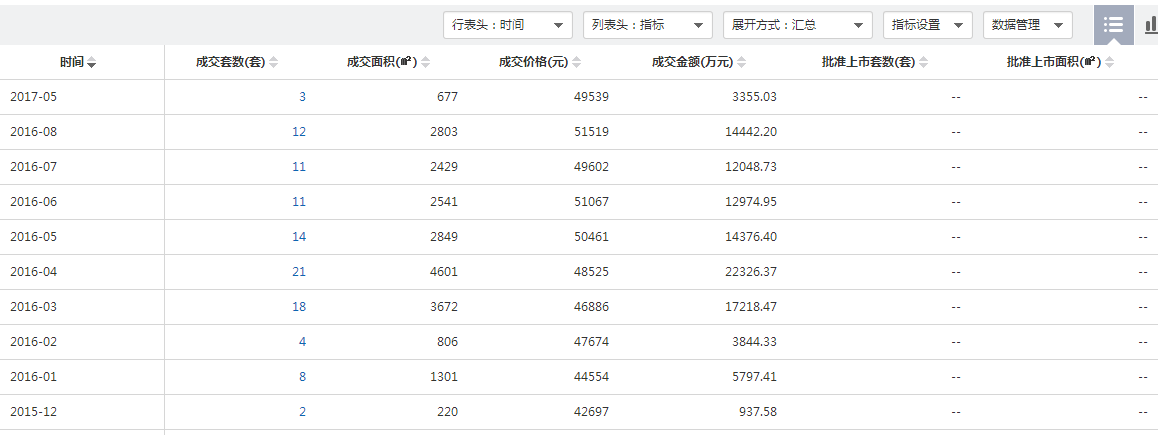 行表头：时间 列表头：指标 展开方式：汇总 指标设置 数据管理
时间 成交套数(套) 成交面积(㎡) 成交价格(元) 成交金额(万元) 批准上市套数(套) 批准上市面积(㎡)
2017-05 3 677 49539 3355.03 -- --
2016-08 12 2803 51519 14442.20 -- --
2016-07 11 2429 49602 12048.73 -- --
2016-06 11 2541 51067 12974.95 -- --
2016-05 14 2849 50461 14376.40 -- --
2016-04 21 4601 48525 22326.37 -- --
2016-03 18 3672 46886 17218.47 -- --
2016-02 4 806 47674 3844.33 -- --
2016-01 8 1301 44554 5797.41 -- --
2015-12 2 220 42697 937.58 -- --